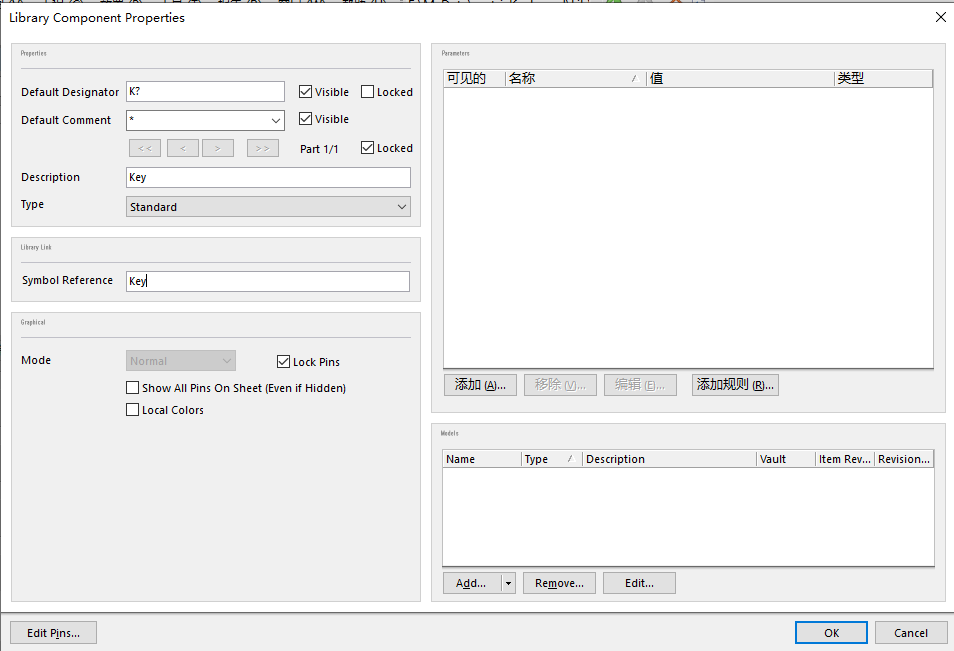 Library Component Properties
Properties
Default Designator K? Visible Locked
Default Comment * Visible
<< < > >> Part 1/1 Locked
Description Key
Type Standard
Library Link
Symbol Reference Key
Graphical
Mode Normal Lock Pins
Show All Pins On Sheet (Even if Hidden)
Local Colors
Parameters
可见的 名称 / 值 类型
添加 (A)... 移除 (V)... 编辑 (E)... 添加规则 (R)...
Models
Name Type / Description Vault Item Rev... Revision...
Add... Remove... Edit...
Edit Pins... OK Cancel